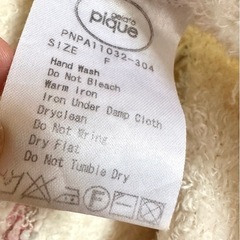 gelato
pique
PNPA11032-304
SIZE F
Hand Wash
Do Not Bleach
Warm Iron
Iron Under Damp Cloth
Dryclean
Do Not Wring
Dry Flat
Do Not Tumble Dry
F